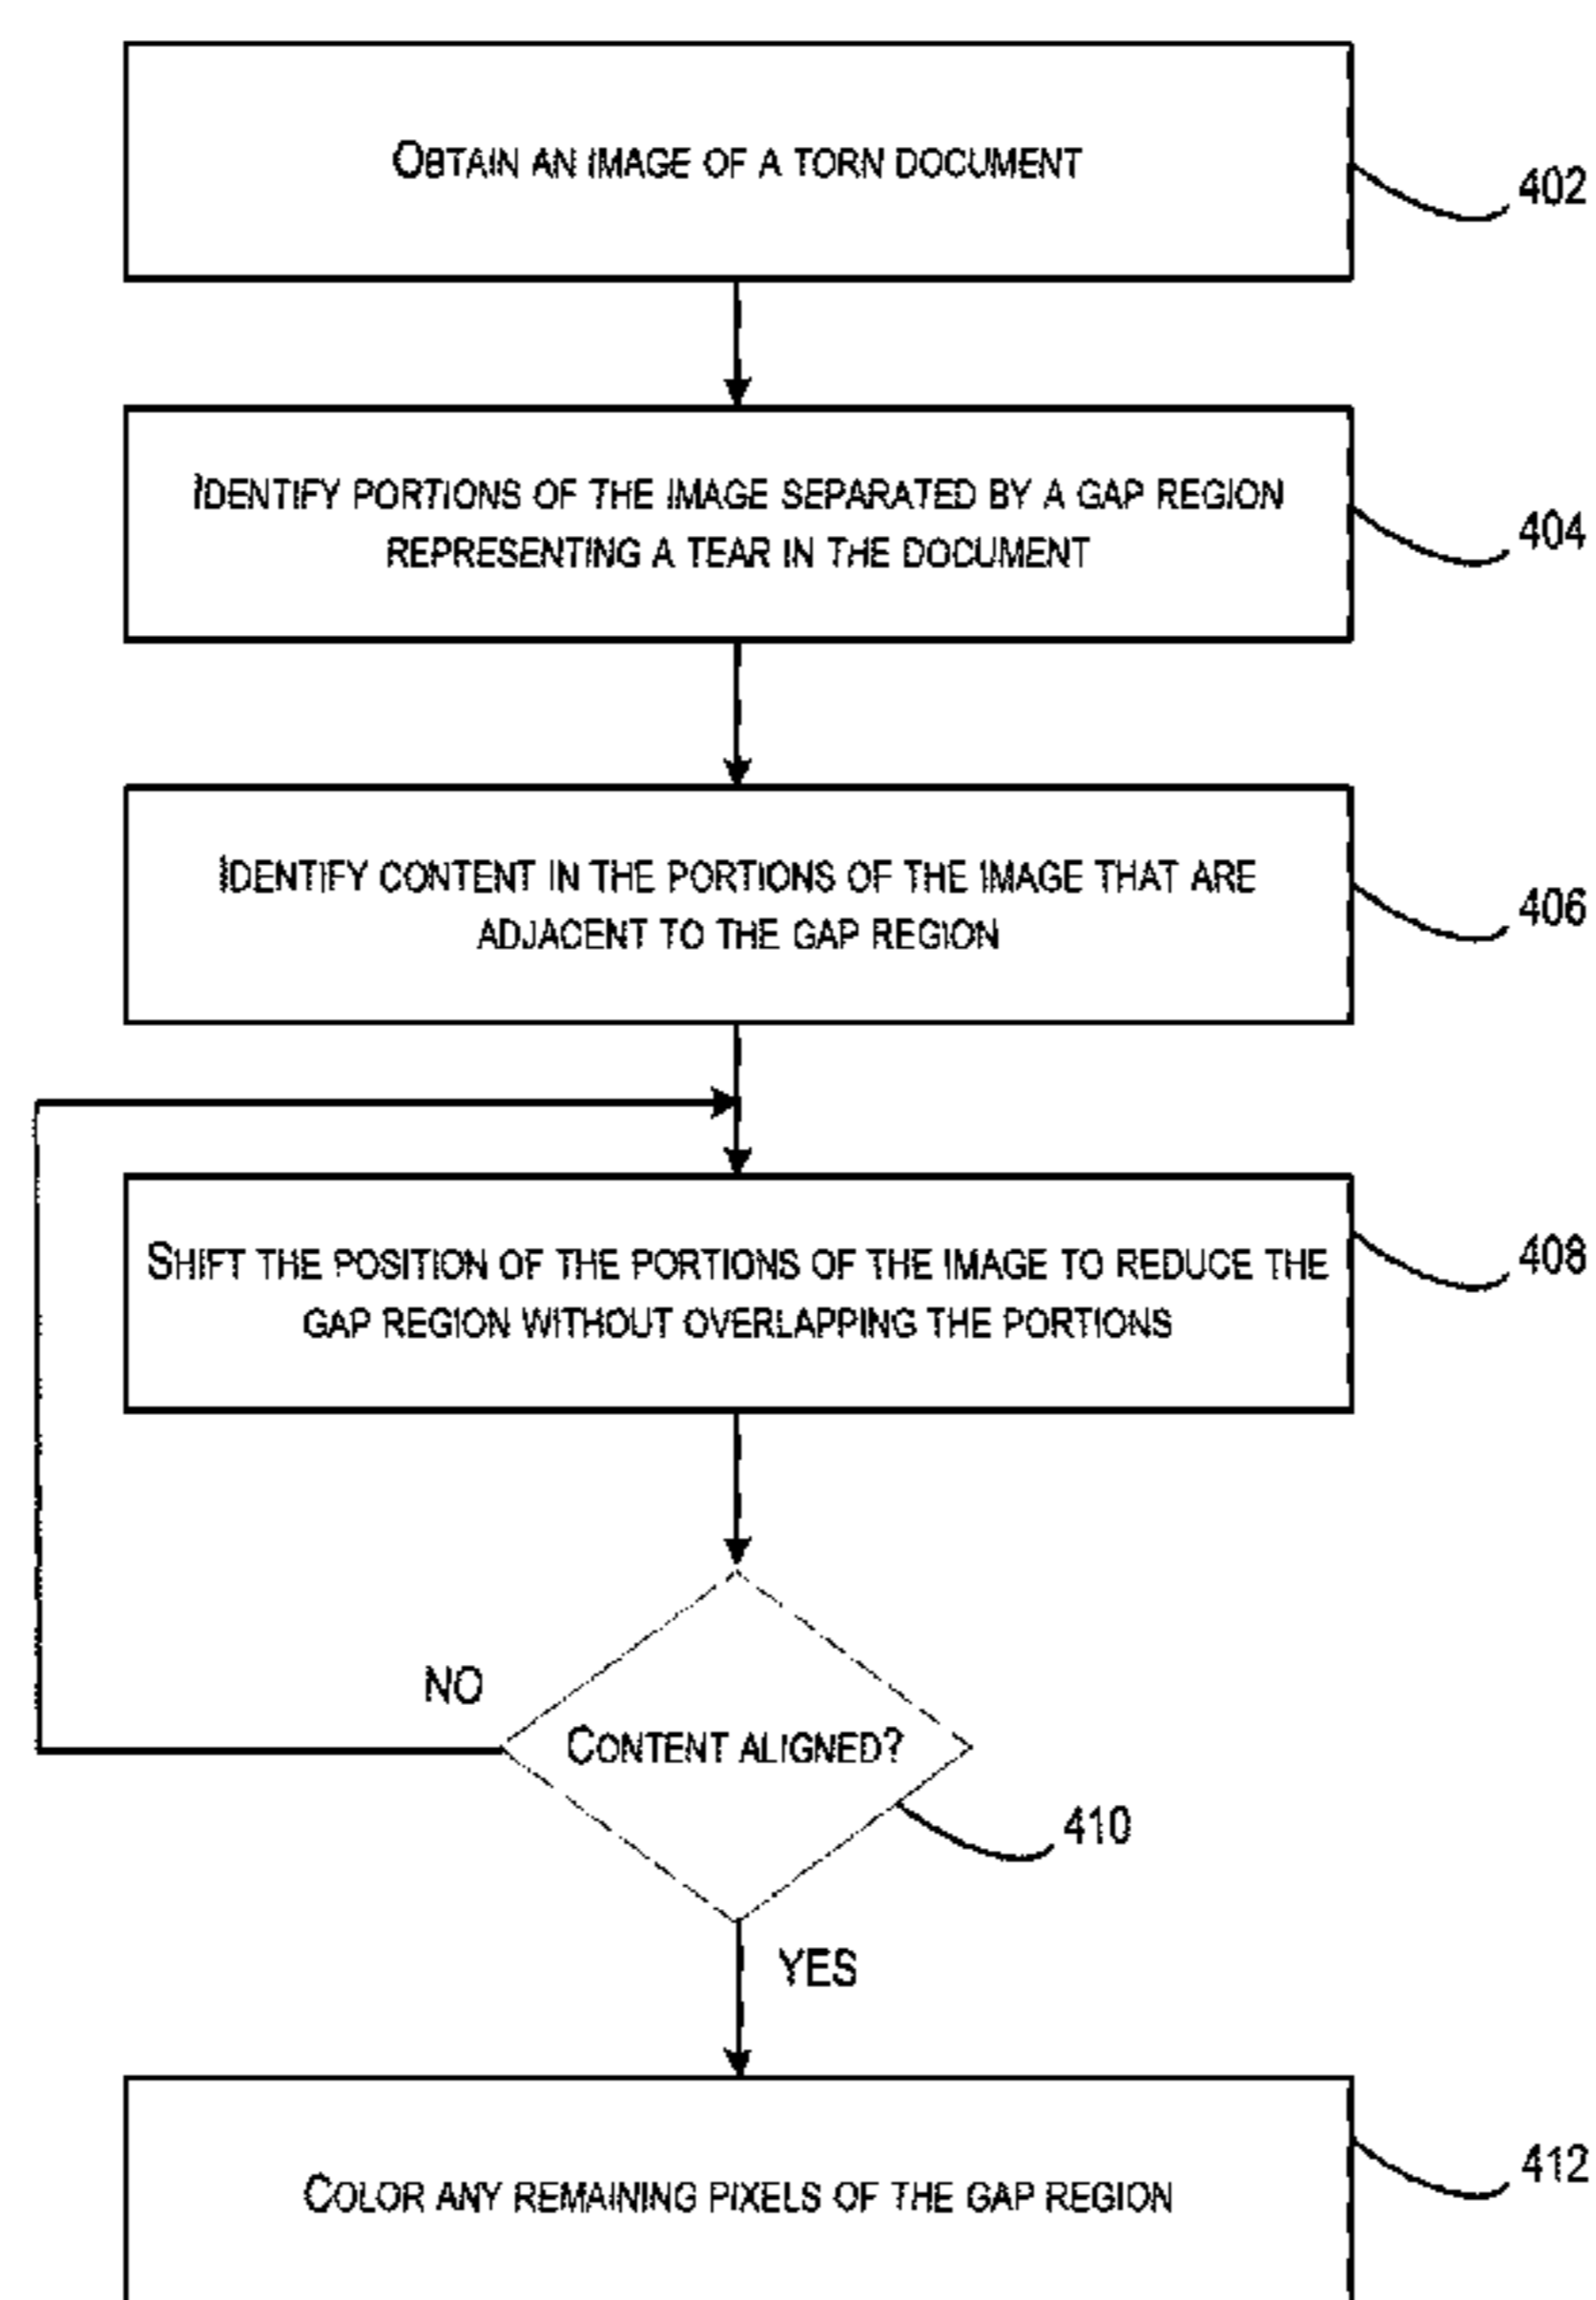 OBTAIN AN IMAGE OF A TORN DOCUMENT
402
IDENTIFY PORTIONS OF THE IMAGE SEPARATED BY A GAP REGION
REPRESENTING A TEAR IN THE DOCUMENT
404
IDENTIFY CONTENT IN THE PORTIONS OF THE IMAGE THAT ARE
ADJACENT TO THE GAP REGION
406
SHIFT THE POSITION OF THE PORTIONS OF THE IMAGE TO REDUCE THE
GAP REGION WITHOUT OVERLAPPING THE PORTIONS
408
NO
CONTENT ALIGNED?
410
YES
COLOR ANY REMAINING PIXELS OF THE GAP REGION
412